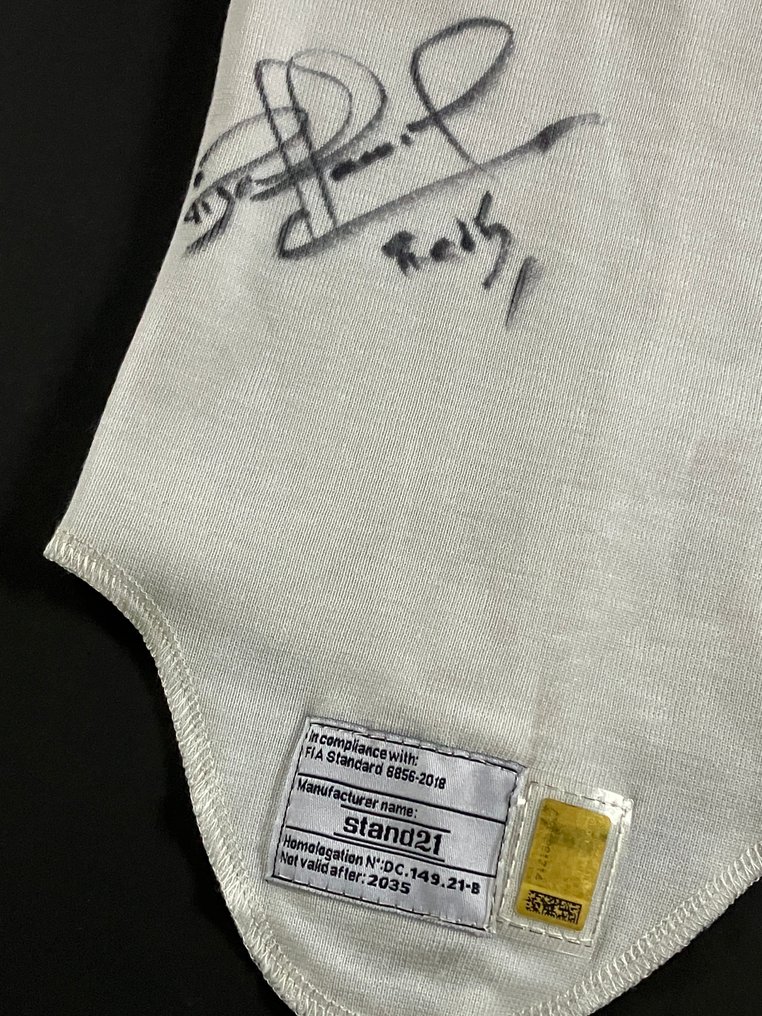 In compliance with:
FIA Standard 8856-2018
Manufacturer name:
stand21
Homologation N°:DC.149.21-B
Not valid after: 2035